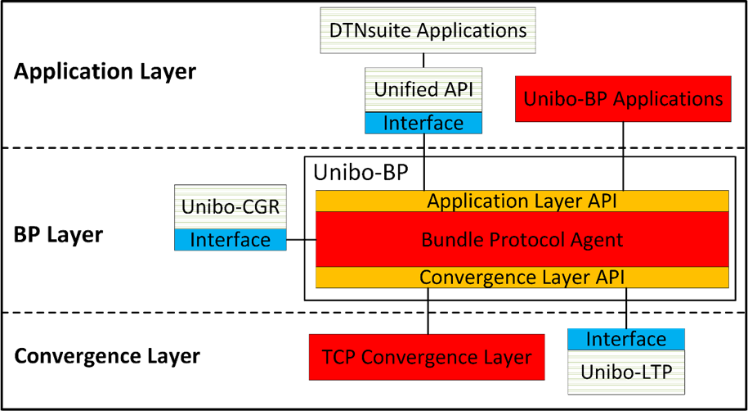 DTNsuite Applications
Application Layer
Unified API
Interface
Unibo-BP Applications
Unibo-BP
Unibo-CGR
Interface
BP Layer
Application Layer API
Bundle Protocol Agent
Convergence Layer API
Convergence Layer
TCP Convergence Layer
Interface
Unibo-LTP